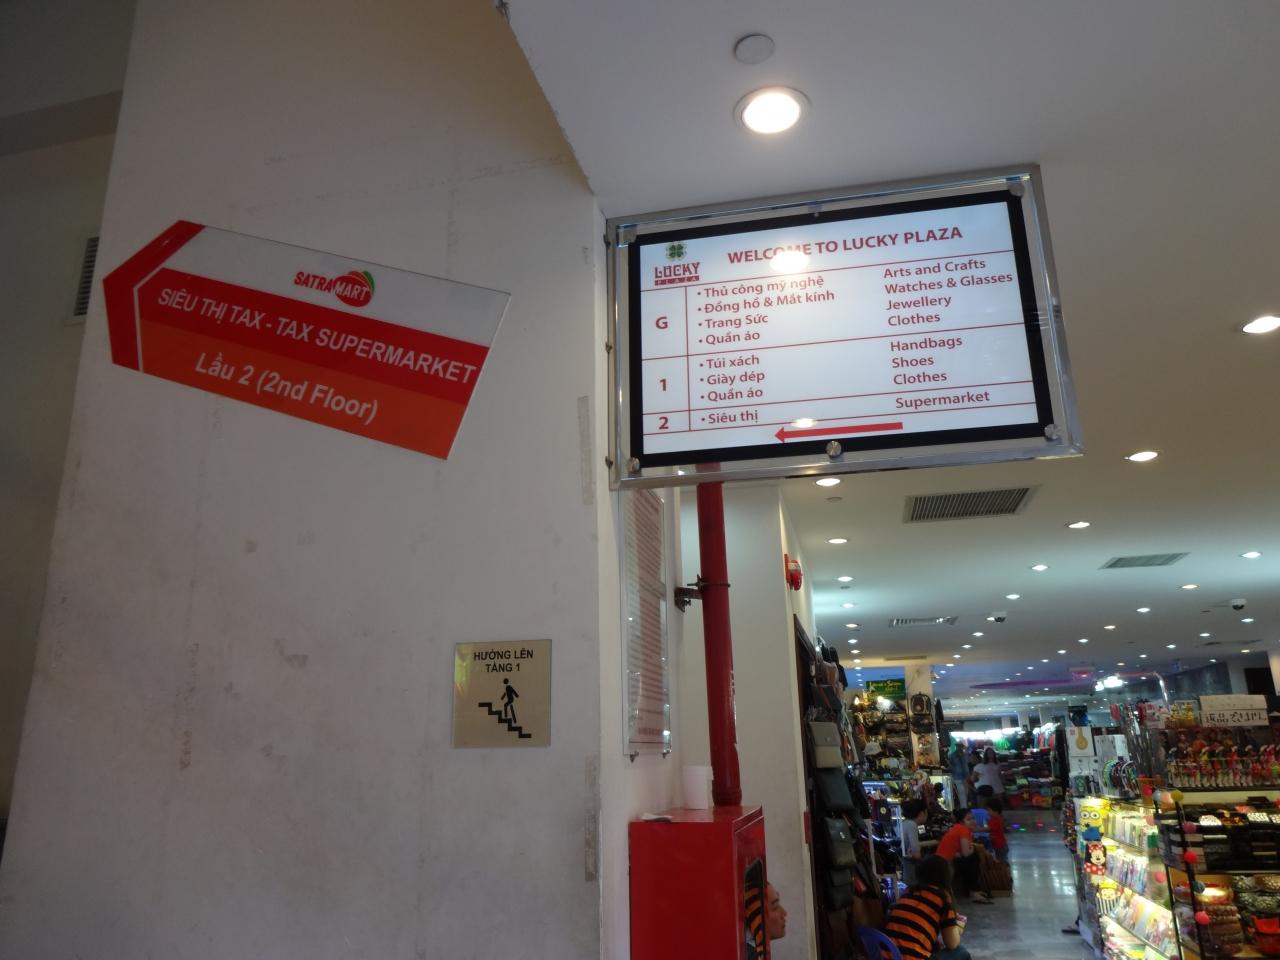 SATRAMART
SIÊU THỊ TAX - TAX SUPERMARKET
Lầu 2 (2nd Floor)
LUCKY
PLAZA
WELCOME TO LUCKY PLAZA
G
• Thủ công mỹ nghệ Arts and Crafts
• Đồng hồ & Mắt kính Watches & Glasses
• Trang Sức Jewellery
• Quần áo Clothes
1
• Túi xách Handbags
• Giày dép Shoes
• Quần áo Clothes
2
• Siêu thị Supermarket
HƯỚNG LÊN
TẦNG 1